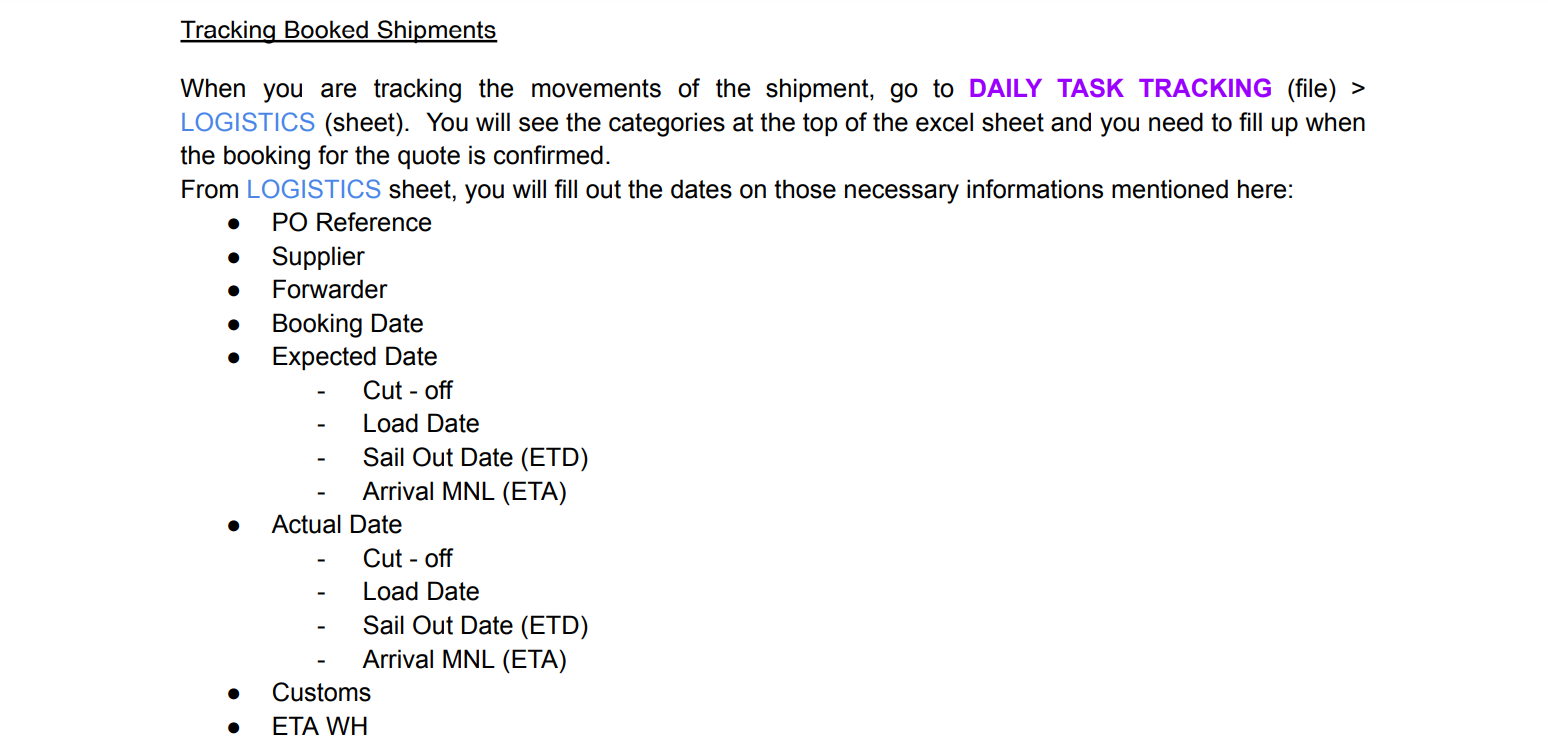 Tracking Booked Shipments
When you are tracking the movements of the shipment, go to DAILY TASK TRACKING (file) >
LOGISTICS (sheet). You will see the categories at the top of the excel sheet and you need to fill up when
the booking for the quote is confirmed.
From LOGISTICS sheet, you will fill out the dates on those necessary informations mentioned here:
● PO Reference
● Supplier
● Forwarder
● Booking Date
● Expected Date
- Cut - off
- Load Date
- Sail Out Date (ETD)
- Arrival MNL (ETA)
● Actual Date
- Cut - off
- Load Date
- Sail Out Date (ETD)
- Arrival MNL (ETA)
● Customs
● ETA WH